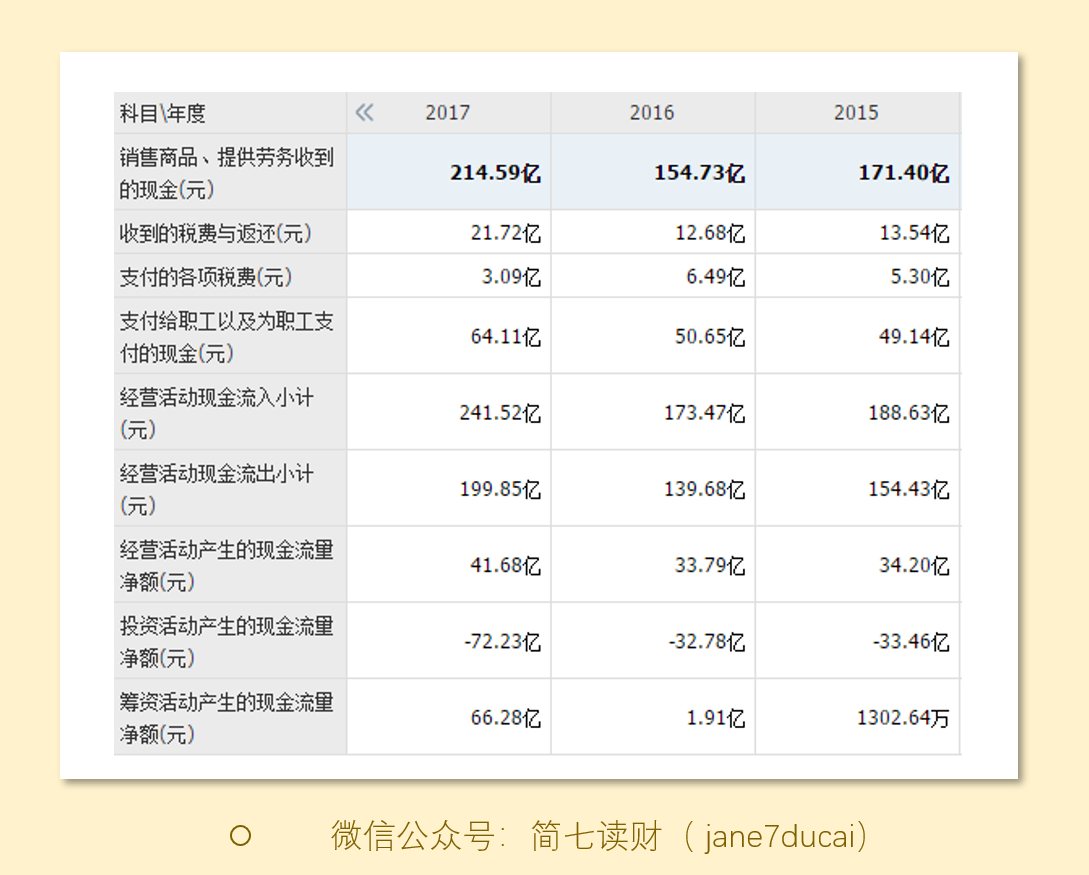 科目\年度 « 2017 2016 2015
销售商品、提供劳务收到
的现金(元) 214.59亿 154.73亿 171.40亿
收到的税费与返还(元) 21.72亿 12.68亿 13.54亿
支付的各项税费(元) 3.09亿 6.49亿 5.30亿
支付给职工以及为职工支
付的现金(元) 64.11亿 50.65亿 49.14亿
经营活动现金流入小计
(元) 241.52亿 173.47亿 188.63亿
经营活动现金流出小计
(元) 199.85亿 139.68亿 154.43亿
经营活动产生的现金流量
净额(元) 41.68亿 33.79亿 34.20亿
投资活动产生的现金流量
净额(元) -72.23亿 -32.78亿 -33.46亿
筹资活动产生的现金流量
净额(元) 66.28亿 1.91亿 1302.64万
微信公众号：简七读财（jane7ducai）